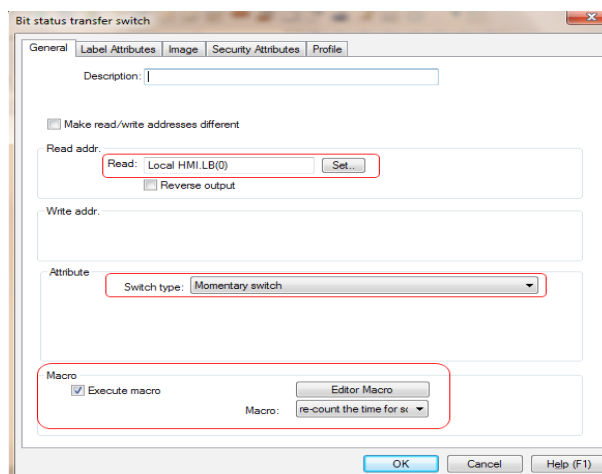 Bit status transfer switch
General Label Attributes Image Security Attributes Profile
Description:
Make read/write addresses different
Read addr.
Read: Local HMI.LB(0) Set..
Reverse output
Write addr.
Attribute
Switch type: Momentary switch
Macro
Execute macro Editor Macro
Macro: re-count the time for
OK Cancel Help (F1)